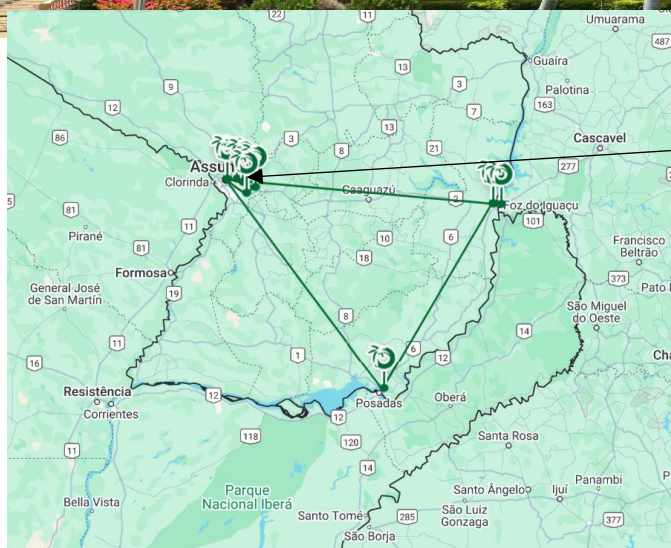 22
11
Umuarama
487
Guaíra
13
3
Palotina
9
7
163
12
13
Cascavel
86
3
8
21
277
Assun
Clorinda
Caaguazú
2
Foz do Iguaçu
5
81
11
10
6
101
Pirané
81
18
Francisco
Beltrão
Formosa
373
Pato
General José
de San Martín
19
8
São Miguel
do Oeste
11
6
14
16
1
12
Resistência
12
Posadas
Oberá
Corrientes
12
118
120
Santa Rosa
11
14
Parque
Nacional Iberá
Santo Ângelo
Ijuí
Panambi
Bella Vista
Santo Tomé
285
São Luiz
Gonzaga
377
São Borja